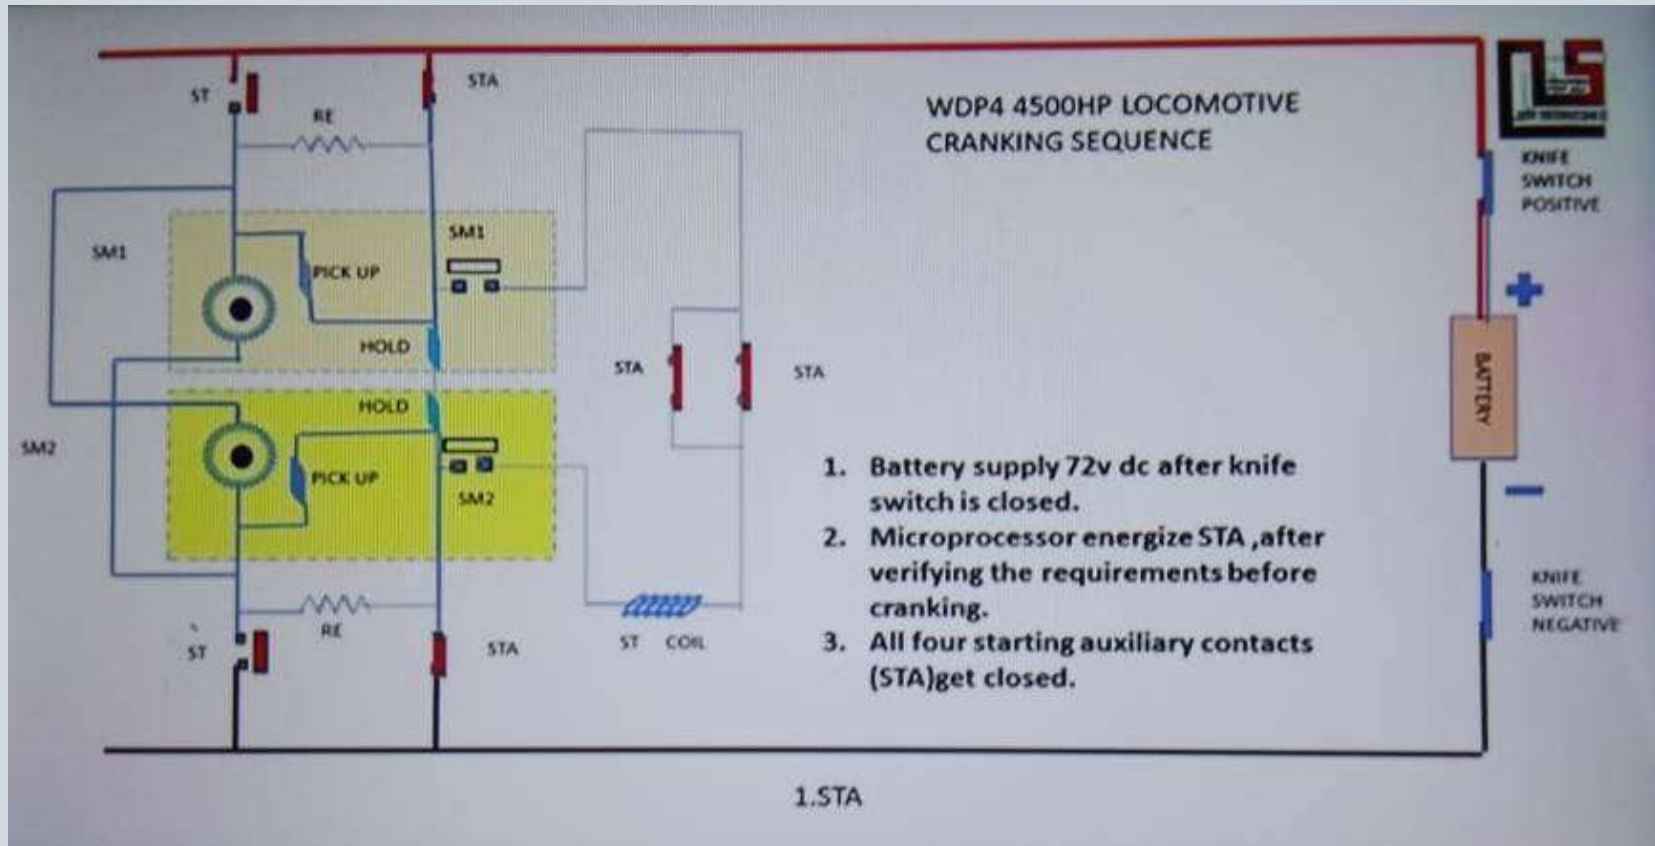 WDP4 4500HP LOCOMOTIVE
CRANKING SEQUENCE
KNIFE
SWITCH
POSITIVE
ST
STA
RE
SM1
SM1
PICK UP
HOLD
STA
STA
BATTERY
HOLD
SM2
PICK UP
SM2
1. Battery supply 72v dc after knife
switch is closed.
2. Microprocessor energize STA ,after
verifying the requirements before
cranking.
3. All four starting auxiliary contacts
(STA)get closed.
KNIFE
SWITCH
NEGATIVE
RE
ST
STA
ST COIL
1.STA